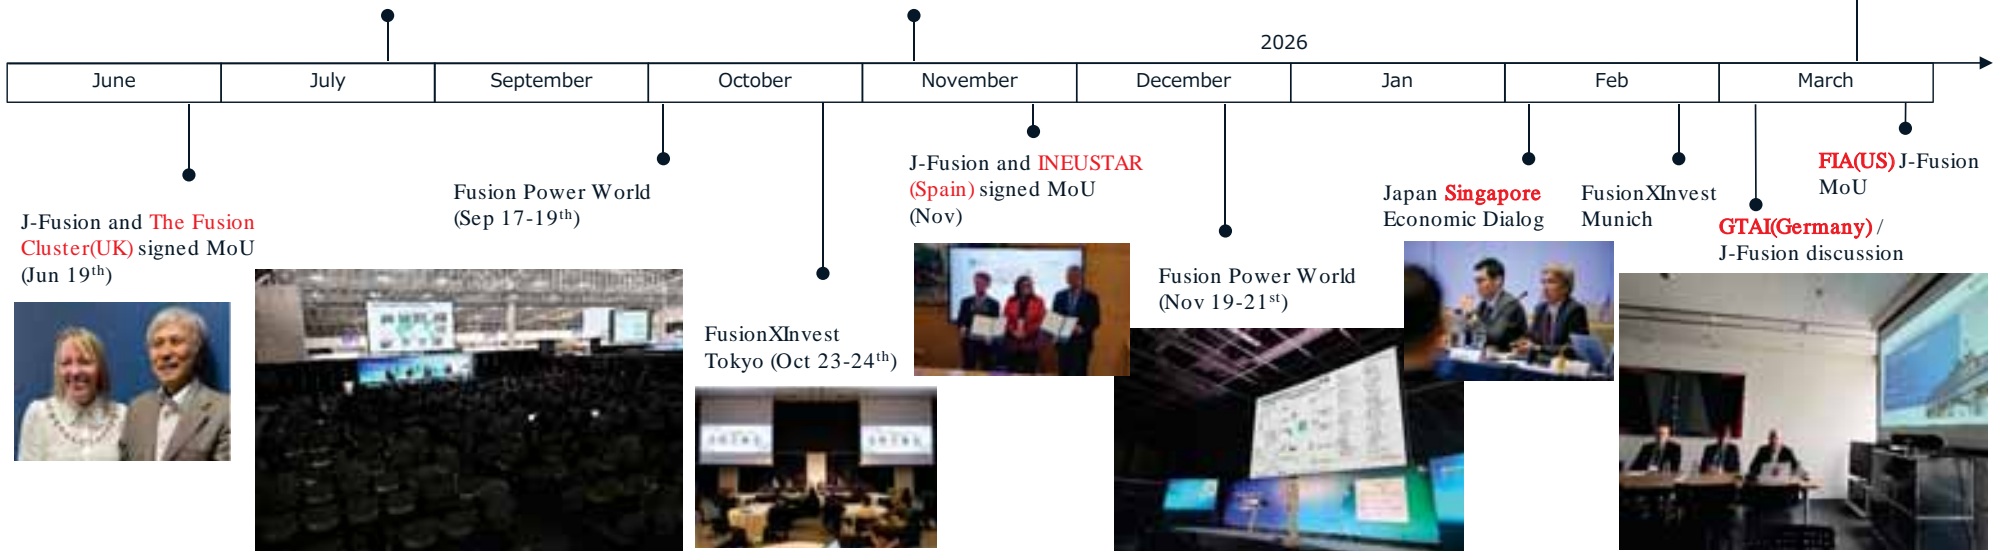 2026
June
July
September
October
November
December
Jan
Feb
March
J-Fusion and The Fusion
Cluster(UK) signed MoU
(Jun 19th)
Fusion Power World
(Sep 17-19th)
FusionXInvest
Tokyo (Oct 23-24th)
J-Fusion and INEUSTAR
(Spain) signed MoU
(Nov)
Fusion Power World
(Nov 19-21st)
Japan Singapore
Economic Dialog
FusionXInvest
Munich
GTAI(Germany) /
J-Fusion discussion
FIA(US) J-Fusion
MoU